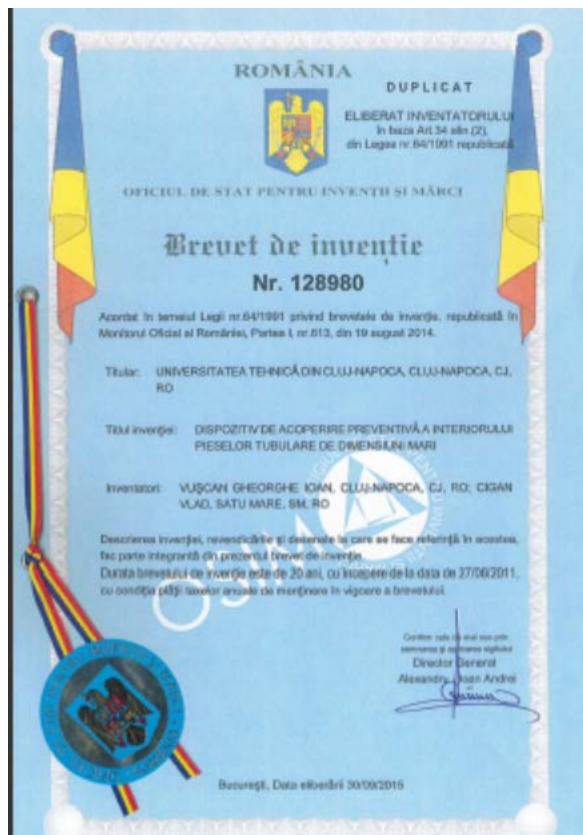 ROMÂNIA
DUPLICAT
ELIBERAT INVENTATORULUI
în baza Art.34 alin.(2),
din Legea nr.64/1991 republicată
OFICIUL DE STAT PENTRU INVENȚII ȘI MĂRCI
Brevet de invenție
Nr. 128980
Acordat în temeiul Legii nr.64/1991 privind brevetele de invenție, republicată în
Monitorul Oficial al României, Partea I, nr.613, din 19 august 2014.
Titular: UNIVERSITATEA TEHNICĂ DIN CLUJ-NAPOCA, CLUJ-NAPOCA, CJ,
RO
Titlul invenției: DISPOZITIV DE ACOPERIRE PREVENTIVĂ A INTERIORULUI
PIESELOR TUBULARE DE DIMENSIUNI MARI
Inventatori: VUȘCAN GHEORGHE IOAN, CLUJ-NAPOCA, CJ, RO; CIGAN
VLAD, SATU MARE, SM, RO
OSIM
Descrierea invenției, revendicările și desenele la care se face referință în acestea,
fac parte integrantă din prezentul brevet de invenție.
Durata brevetului de invenție este de 20 ani, cu începere de la data de 27/06/2011,
cu condiția plății taxelor anuale de menținere în vigoare a brevetului.
semnarea și aplicarea sigiliului
Director General
București, Data eliberării 30/09/2015